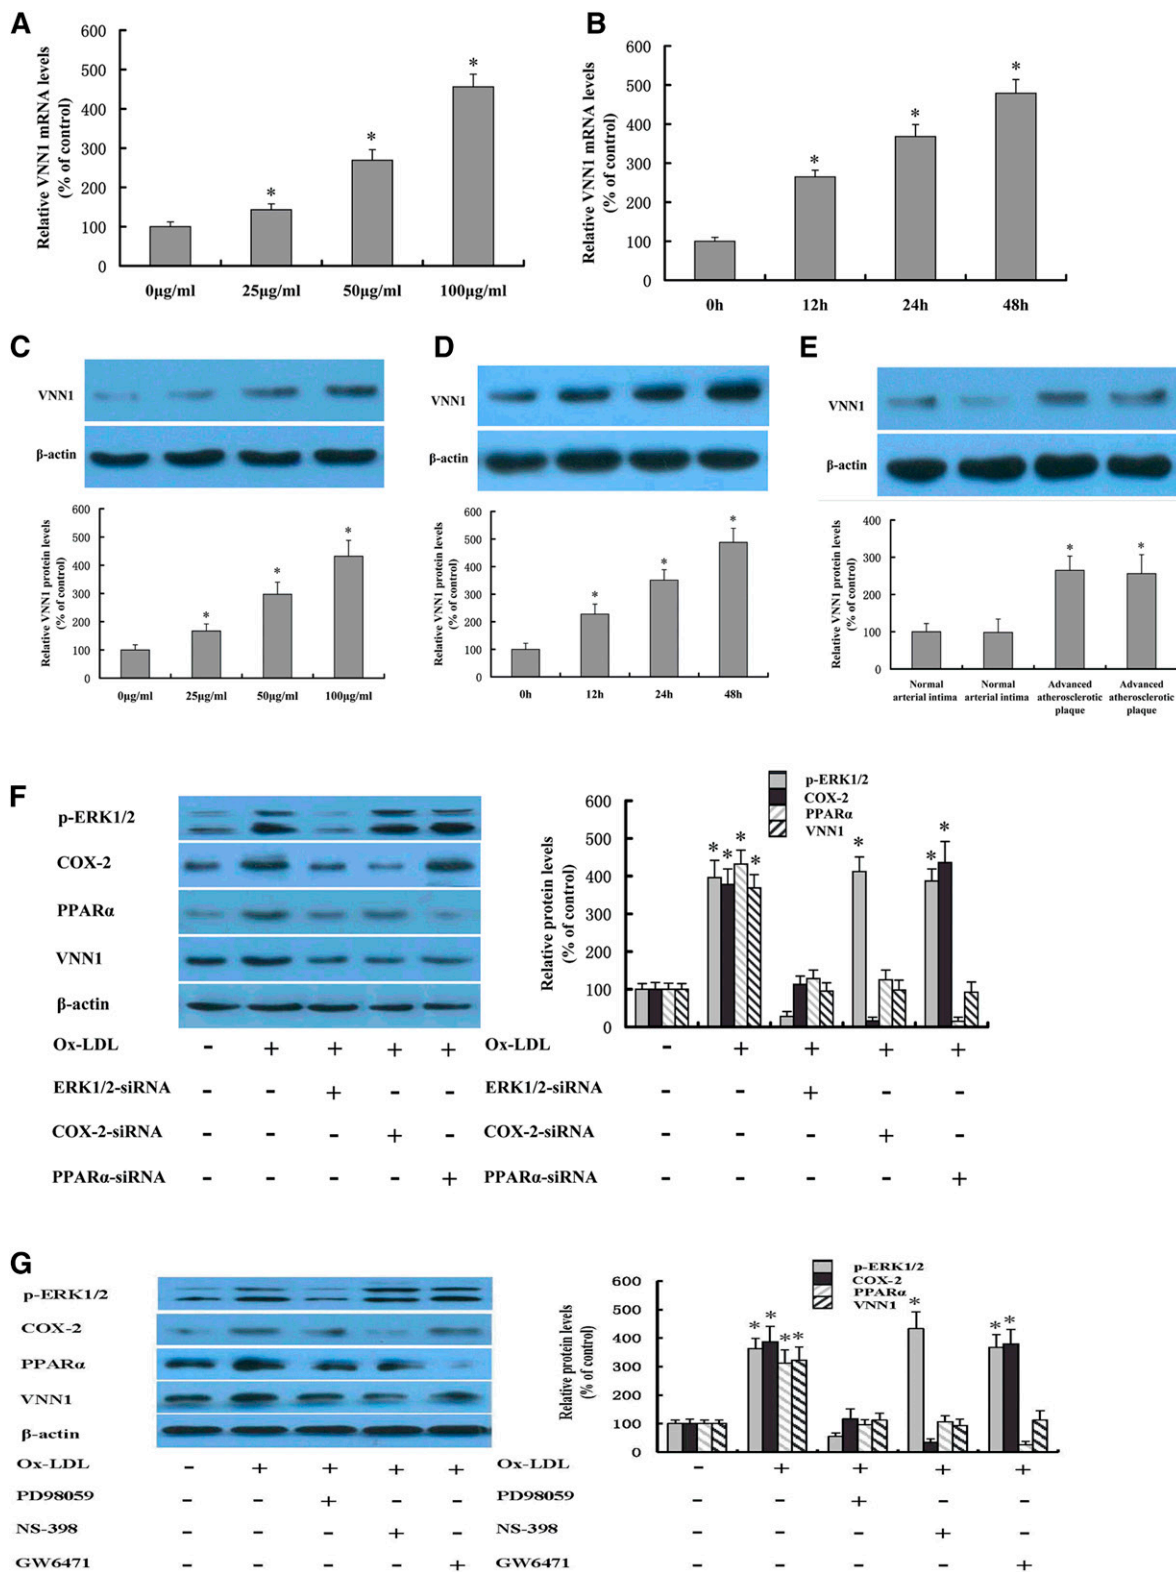 A
Relative VNN1 mRNA levels
(% of control)
600
500
400
300
200
100
0
*
*
*
0μg/ml 25μg/ml 50μg/ml 100μg/ml
B
Relative VNN1 mRNA levels
(% of control)
600
500
400
300
200
100
0
*
*
*
0h 12h 24h 48h
C
VNN1
β-actin
Relative VNN1 protein levels
(% of control)
600
500
400
300
200
100
0
*
*
*
0μg/ml 25μg/ml 50μg/ml 100μg/ml
D
VNN1
β-actin
Relative VNN1 protein levels
(% of control)
600
500
400
300
200
100
0
*
*
*
0h 12h 24h 48h
E
VNN1
β-actin
Relative VNN1 protein levels
(% of control)
400
300
200
100
0
* *
Normal
arterial intima
Normal
arterial intima
Advanced
atherosclerotic
plaque
Advanced
atherosclerotic
plaque
F
p-ERK1/2
COX-2
PPARα
VNN1
β-actin
Ox-LDL - + + + +
ERK1/2-siRNA - - + - -
COX-2-siRNA - - - + -
PPARα-siRNA - - - - +
p-ERK1/2
COX-2
PPARα
VNN1
Relative protein levels
(% of control)
600
500
400
300
200
100
0
* * * * * * *
Ox-LDL - + + + +
ERK1/2-siRNA - - + - -
COX-2-siRNA - - - + -
PPARα-siRNA - - - - +
G
p-ERK1/2
COX-2
PPARα
VNN1
β-actin
Ox-LDL - + + + +
PD98059 - - + - -
NS-398 - - - + -
GW6471 - - - - +
p-ERK1/2
COX-2
PPARα
VNN1
Relative protein levels
(% of control)
600
500
400
300
200
100
0
* * * * * * *
Ox-LDL - + + + +
PD98059 - - + - -
NS-398 - - - + -
GW6471 - - - - +